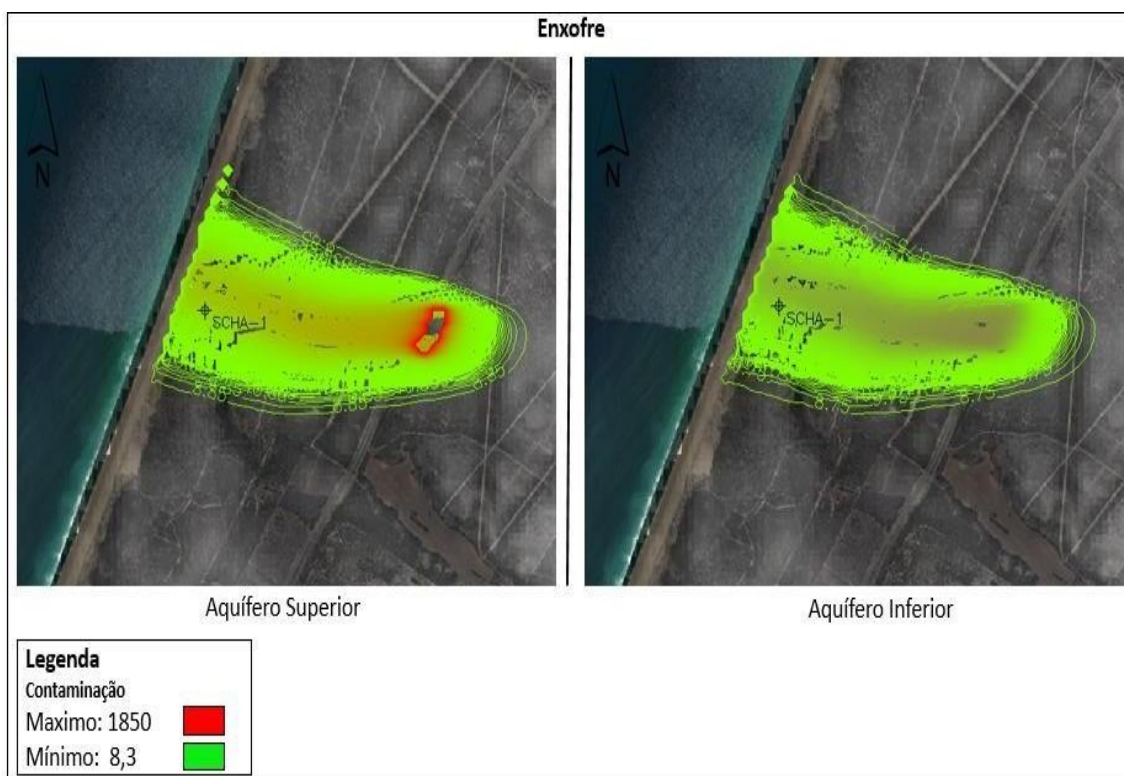 Enxofre
N
SCHA-1
N
SCHA-1
Aquífero Superior
Aquífero Inferior
Legenda
Contaminação
Maximo: 1850
Mínimo: 8,3